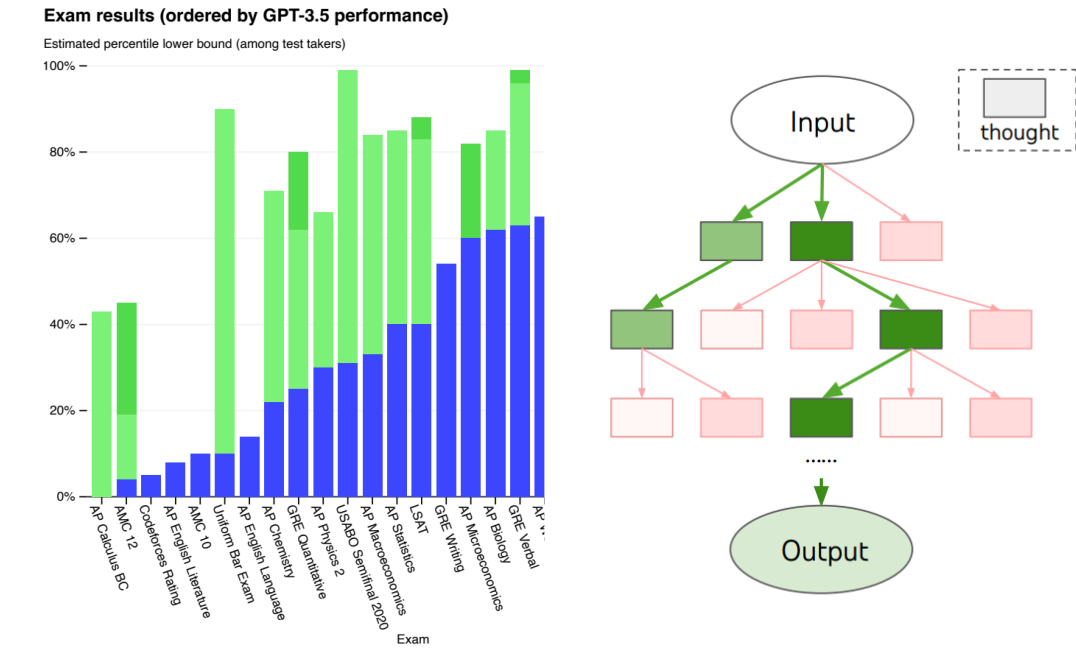 Exam results (ordered by GPT-3.5 performance)
Estimated percentile lower bound (among test takers)
100%
80%
60%
40%
20%
0%
AP Calculus BC
AMC 12
Codeforces Rating
AP English Literature
AMC 10
Uniform Bar Exam
AP English Language
AP Chemistry
GRE Quantitative
AP Physics 2
USABO Semifinal 2020
AP Macroeconomics
AP Statistics
LSAT
GRE Writing
AP Microeconomics
AP Biology
GRE Verbal
AP
Exam
Input
thought
......
Output